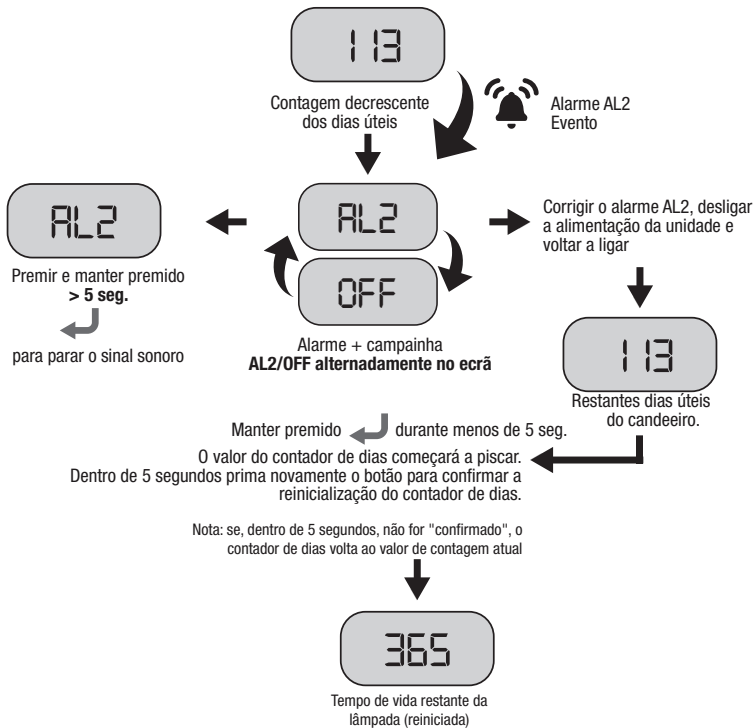 113
Contagem decrescente
dos dias úteis
Alarme AL2
Evento
AL2
Premir e manter premido
> 5 seg.
para parar o sinal sonoro
AL2
OFF
Alarme + campainha
AL2/OFF alternadamente no ecrã
Corrigir o alarme AL2, desligar
a alimentação da unidade e
voltar a ligar
113
Restantes dias úteis
do candeeiro.
Manter premido durante menos de 5 seg.
O valor do contador de dias começará a piscar.
Dentro de 5 segundos prima novamente o botão para confirmar a
reinicialização do contador de dias.
Nota: se, dentro de 5 segundos, não for "confirmado", o
contador de dias volta ao valor de contagem atual
365
Tempo de vida restante da
lâmpada (reiniciada)